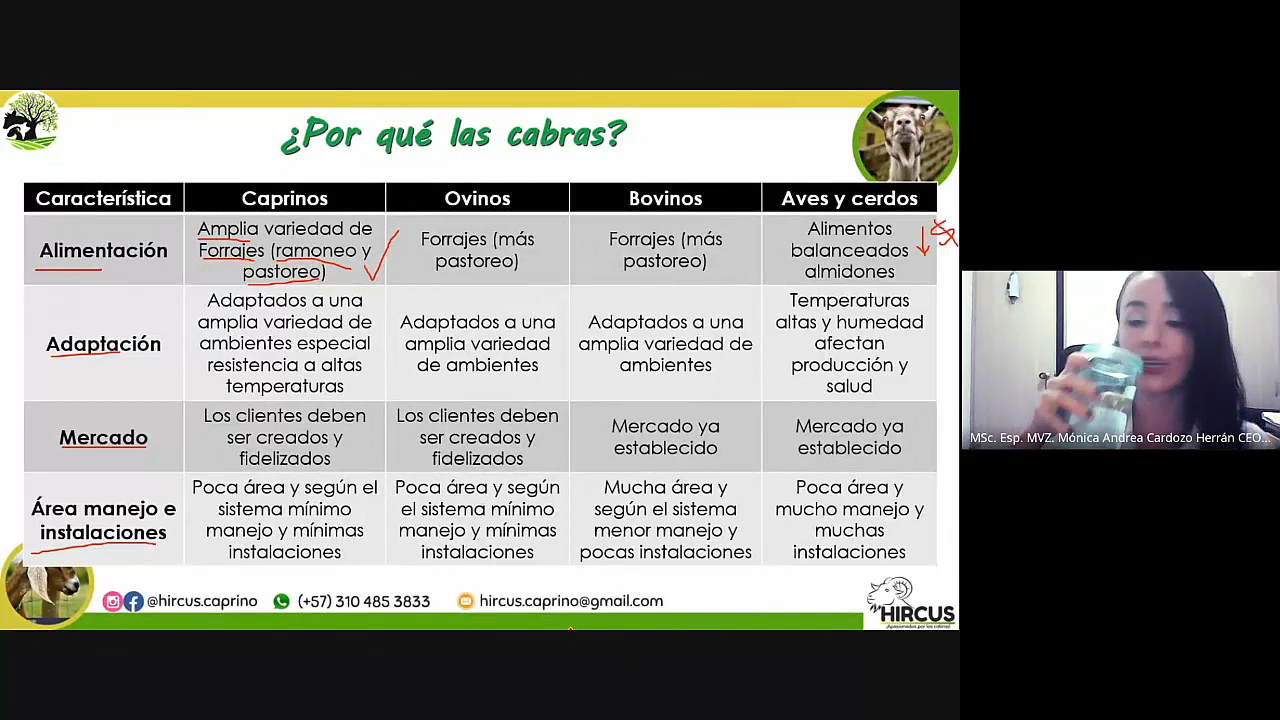 ¿Por qué las cabras?
Característica
Caprinos
Ovinos
Bovinos
Aves y cerdos
Alimentación
Amplia variedad de
Forrajes (ramoneo y
pastoreo)
Forrajes (más
pastoreo)
Forrajes (más
pastoreo)
Alimentos
balanceados
almidones
Adaptación
Adaptados a una
amplia variedad de
ambientes especial
resistencia a altas
temperaturas
Adaptados a una
amplia variedad
de ambientes
Adaptados a una
amplia variedad de
ambientes
Temperaturas
altas y humedad
afectan
producción y
salud
Mercado
Los clientes deben
ser creados y
fidelizados
Los clientes deben
ser creados y
fidelizados
Mercado ya
establecido
Mercado ya
establecido
Área manejo e
instalaciones
Poca área y según el
sistema mínimo
manejo y mínimas
instalaciones
Poca área y según
el sistema mínimo
manejo y mínimas
instalaciones
Mucha área y
según el sistema
menor manejo y
pocas instalaciones
Poca área y
mucho manejo y
muchas
instalaciones
@hircus.caprino
(+57) 310 485 3833
hircus.caprino@gmail.com
HIRCUS
¡Apasionados por las cabras!
MSc. Esp. MVZ. Mónica Andrea Cardozo Herrán CEO...